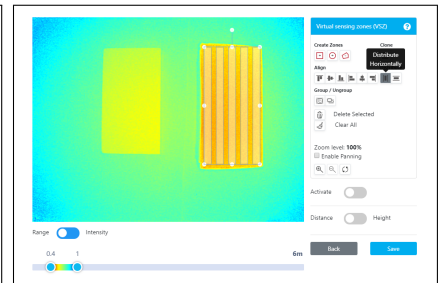 Virtual sensing zones (VSZ) ?
Create Zones Clone
Distribute
Horizontally
Align
Group / Ungroup
Delete Selected
Clear All
Zoom level: 100%
Enable Panning
Activate
Distance Height
Range Intensity
0.4 1 6m
Back Save